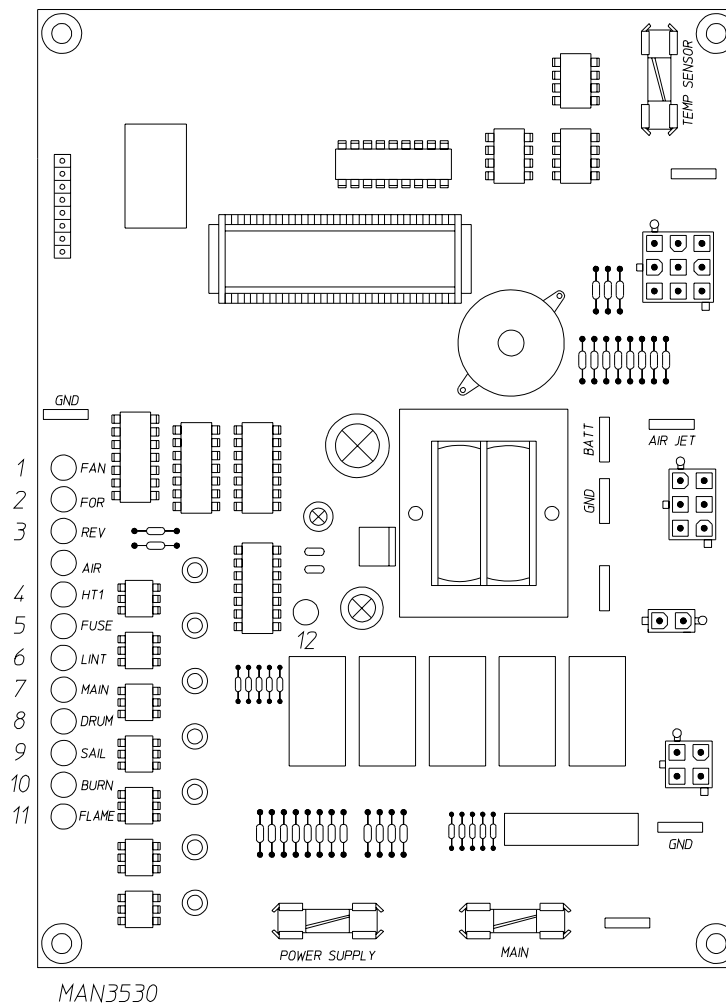 TEMP SENSOR
GND
BATT
AIR JET
1 FAN
2 FOR
GND
3 REV
AIR
4 HT1
5 FUSE
12
6 LINT
7 MAIN
8 DRUM
9 SAIL
10 BURN
11 FLAME
GND
POWER SUPPLY
MAIN
MAN3530